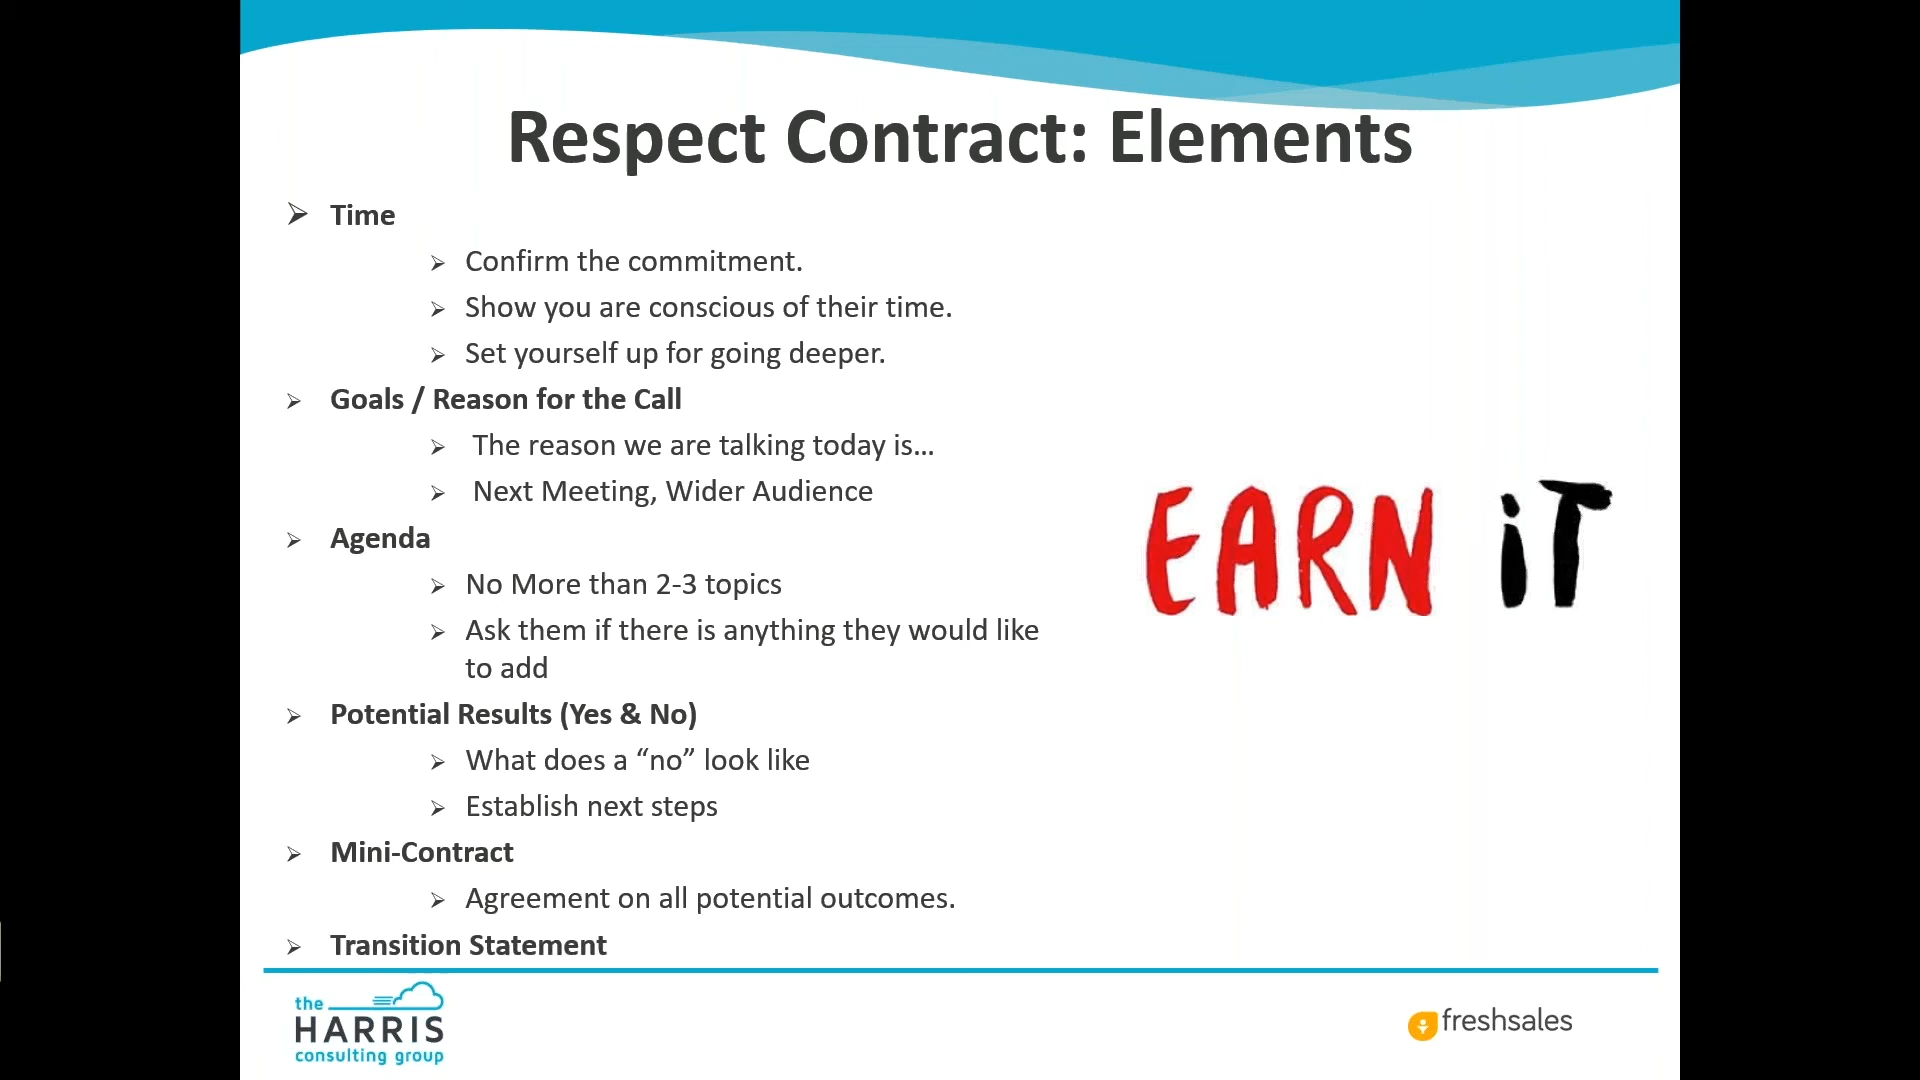 Respect Contract: Elements
Time
Confirm the commitment.
Show you are conscious of their time.
Set yourself up for going deeper.
Goals / Reason for the Call
The reason we are talking today is…
Next Meeting, Wider Audience
Agenda
No More than 2-3 topics
Ask them if there is anything they would like
to add
Potential Results (Yes & No)
What does a “no” look like
Establish next steps
Mini-Contract
Agreement on all potential outcomes.
Transition Statement
EARN iT
the
HARRIS
consulting group
freshsales